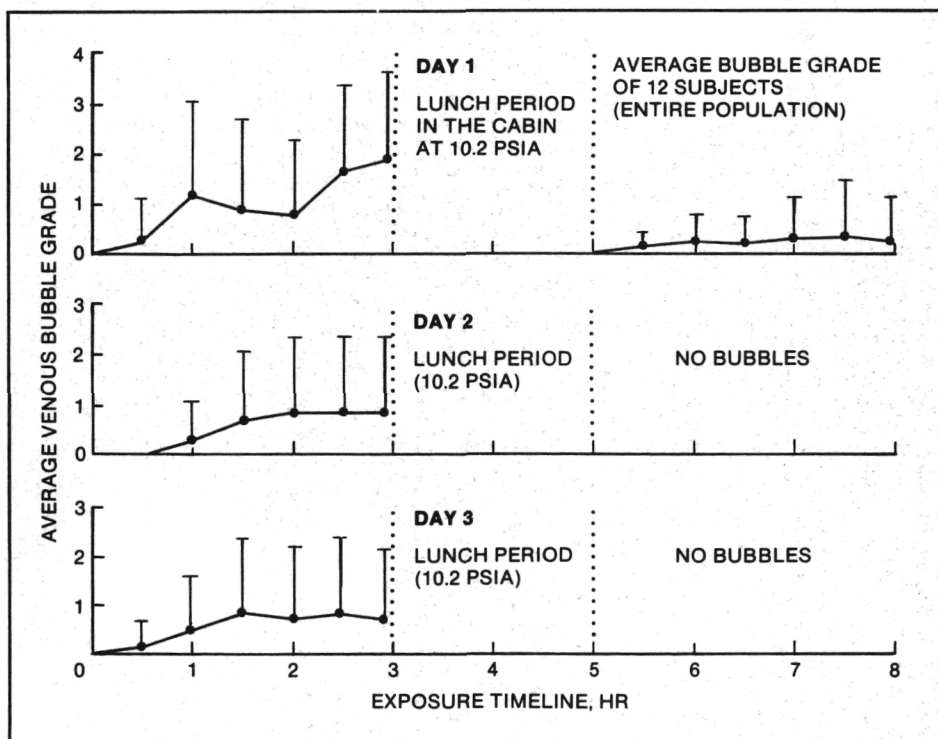 AVERAGE VENOUS BUBBLE GRADE
4
3
2
1
0
DAY 1
LUNCH PERIOD
IN THE CABIN
AT 10.2 PSIA
AVERAGE BUBBLE GRADE
OF 12 SUBJECTS
(ENTIRE POPULATION)
3
2
1
0
DAY 2
LUNCH PERIOD
(10.2 PSIA)
NO BUBBLES
3
2
1
0
DAY 3
LUNCH PERIOD
(10.2 PSIA)
NO BUBBLES
1 2 3 4 5 6 7 8
EXPOSURE TIMELINE, HR